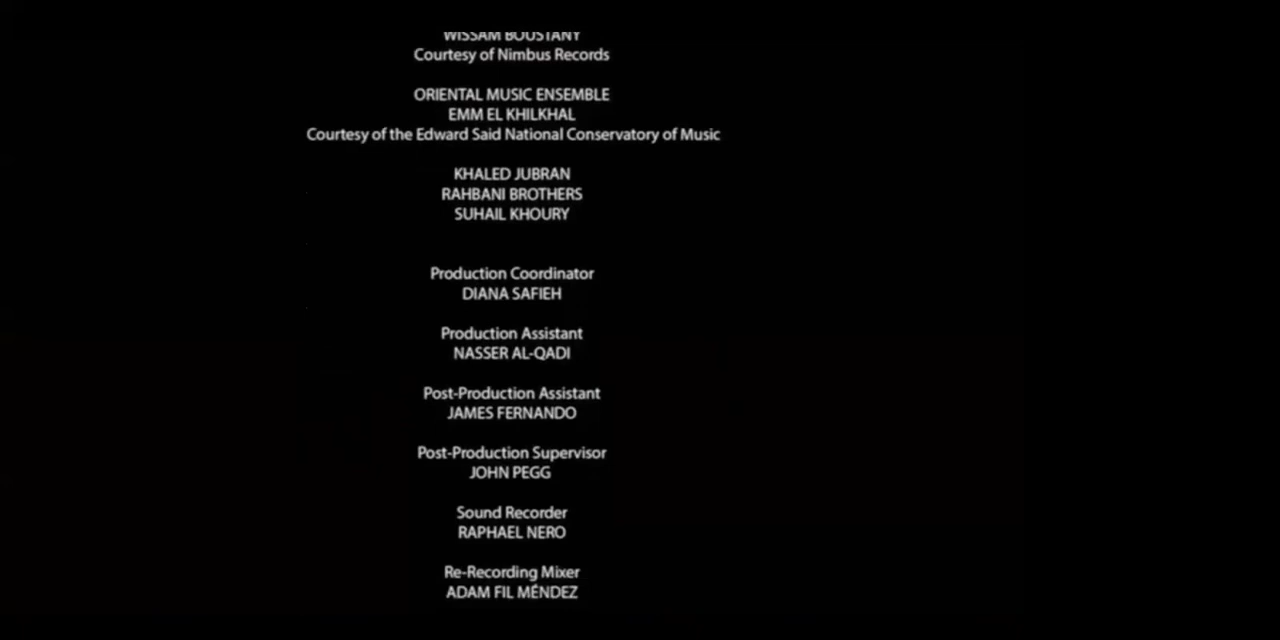 WISSAM BOUSTANY
Courtesy of Nimbus Records
ORIENTAL MUSIC ENSEMBLE
EMM EL KHILKHAL
Courtesy of the Edward Said National Conservatory of Music
KHALED JUBRAN
RAHBANI BROTHERS
SUHAIL KHOURY
Production Coordinator
DIANA SAFIEH
Production Assistant
NASSER AL-QADI
Post-Production Assistant
JAMES FERNANDO
Post-Production Supervisor
JOHN PEGG
Sound Recorder
RAPHAEL NERO
Re-Recording Mixer
ADAM FIL MÉNDEZ